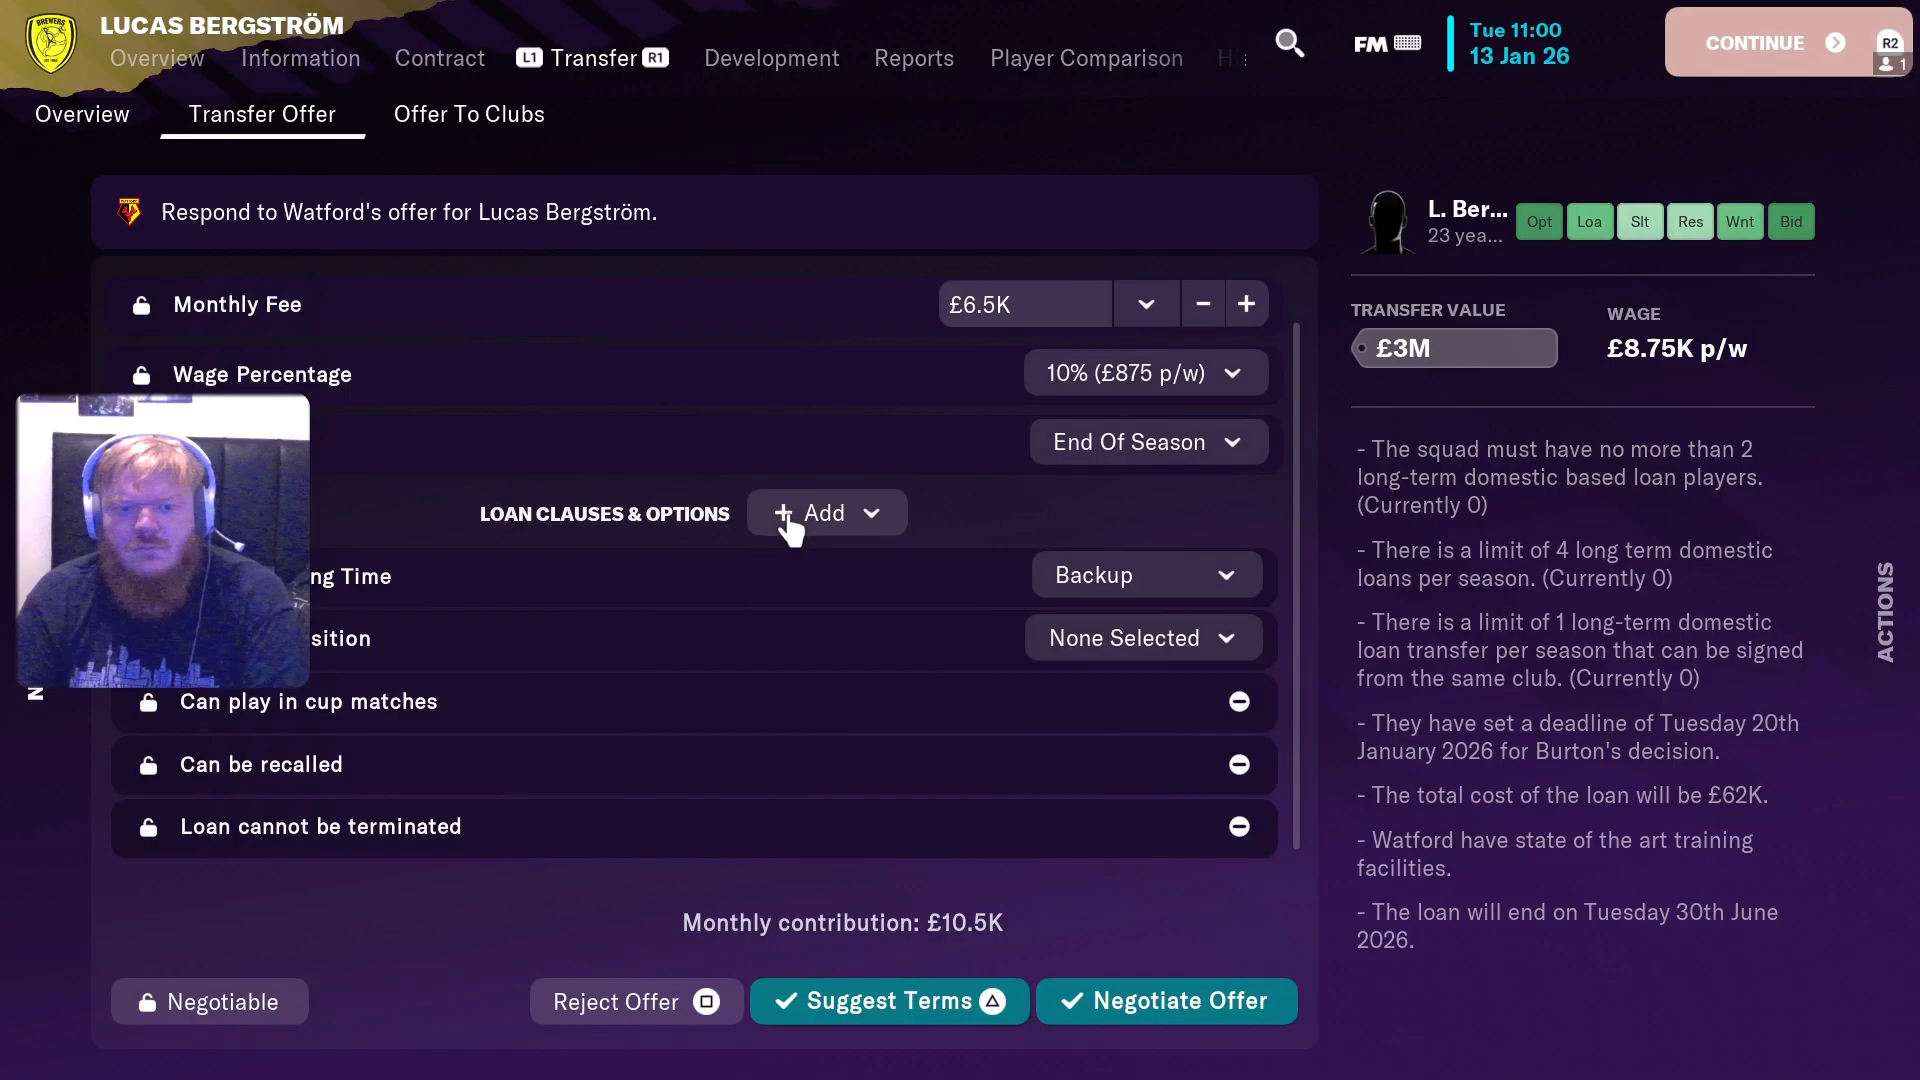 BREWERS
LUCAS BERGSTRÖM
Overview
Information
Contract
L1 Transfer R1
Development
Reports
Player Comparison
FM
Tue 11:00
13 Jan 26
CONTINUE
R2
1
Overview
Transfer Offer
Offer To Clubs
Respond to Watford's offer for Lucas Bergström.
Monthly Fee
£6.5K
Wage Percentage
10% (£875 p/w)
End Of Season
LOAN CLAUSES & OPTIONS
Add
ng Time
Backup
sition
None Selected
Can play in cup matches
Can be recalled
Loan cannot be terminated
Monthly contribution: £10.5K
Negotiable
Reject Offer
Suggest Terms
Negotiate Offer
L. Ber...
23 yea...
Opt
Loa
Slt
Res
Wnt
Bid
TRANSFER VALUE
£3M
WAGE
£8.75K p/w
- The squad must have no more than 2
long-term domestic based loan players.
(Currently 0)
- There is a limit of 4 long term domestic
loans per season. (Currently 0)
- There is a limit of 1 long-term domestic
loan transfer per season that can be signed
from the same club. (Currently 0)
- They have set a deadline of Tuesday 20th
January 2026 for Burton's decision.
- The total cost of the loan will be £62K.
- Watford have state of the art training
facilities.
- The loan will end on Tuesday 30th June
2026.
ACTIONS